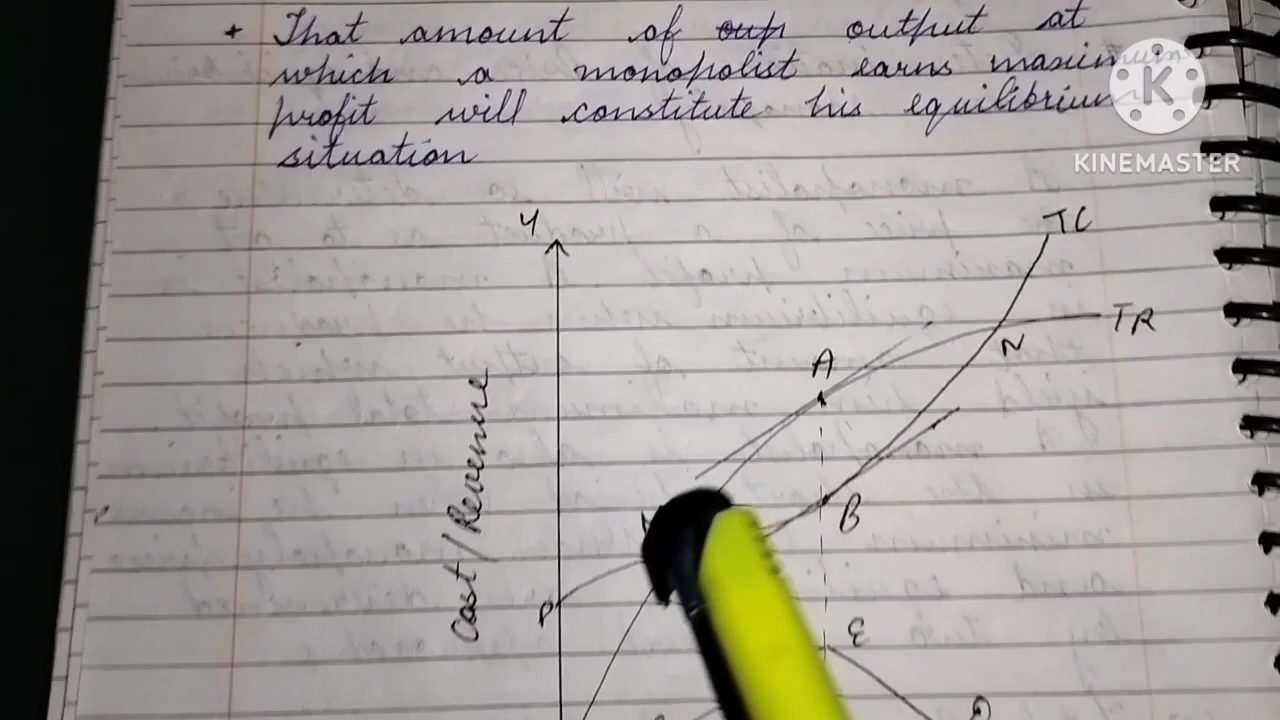 + That amount of oup output at
which a monopolist earns maximum
profit will constitute his equilibrium
situation
K
KINEMASTER
Y
TC
TR
N
A
Cost/Revenue
B
P
E